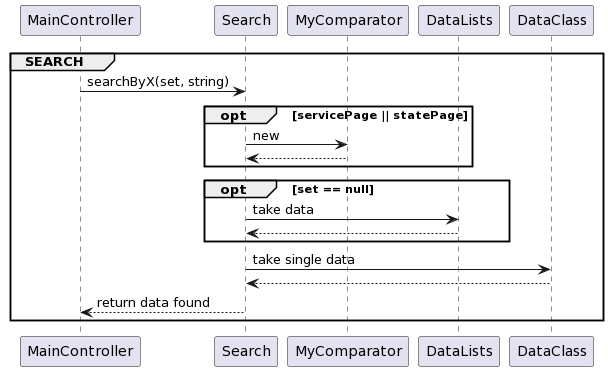 MainController Search MyComparator DataLists DataClass
SEARCH
searchByX(set, string)
opt [servicePage || statePage]
new
opt [set == null]
take data
take single data
return data found
MainController Search MyComparator DataLists DataClass